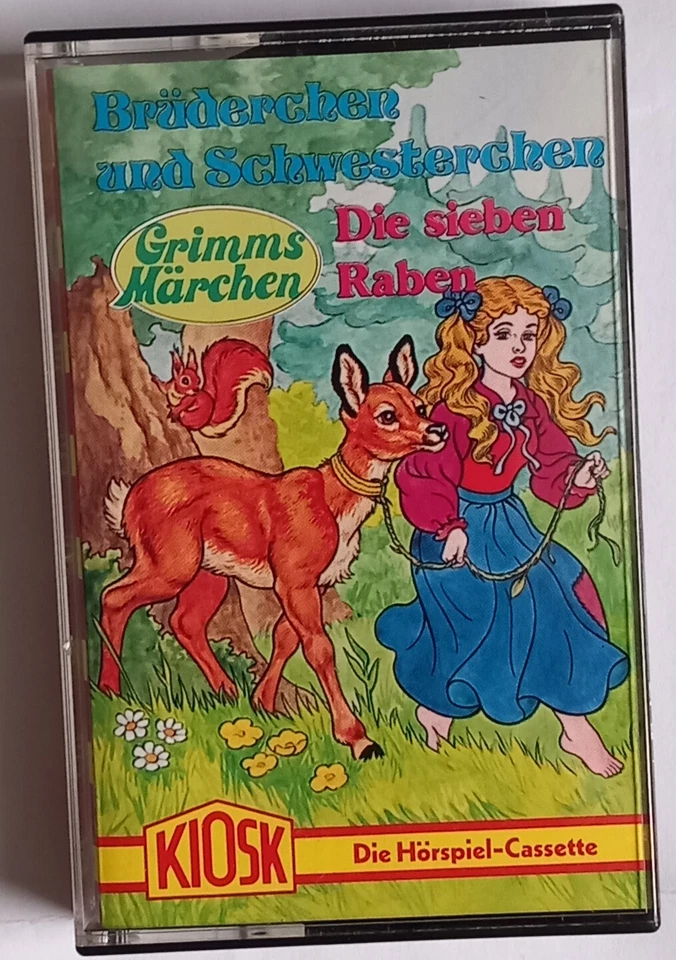 Brüderchen
und Schwesterchen
Grimms
Märchen
Die sieben
Raben
KIOSK
Die Hörspiel-Cassette